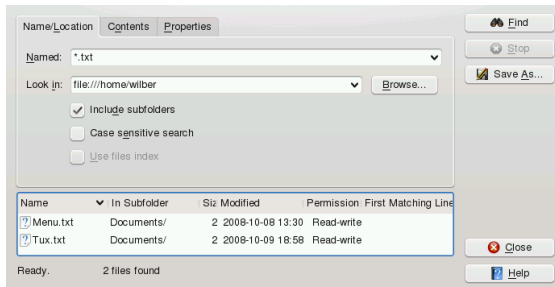 Name/Location Contents Properties
Named: *.txt
Look in: file:///home/wilber Browse...
Include subfolders
Case sensitive search
Use files index
Find
Stop
Save As...
Name In Subfolder Siz Modified Permission First Matching Line
Menu.txt Documents/ 2 2008-10-08 13:30 Read-write
Tux.txt Documents/ 2 2008-10-09 18:58 Read-write
Close
Ready. 2 files found
Help